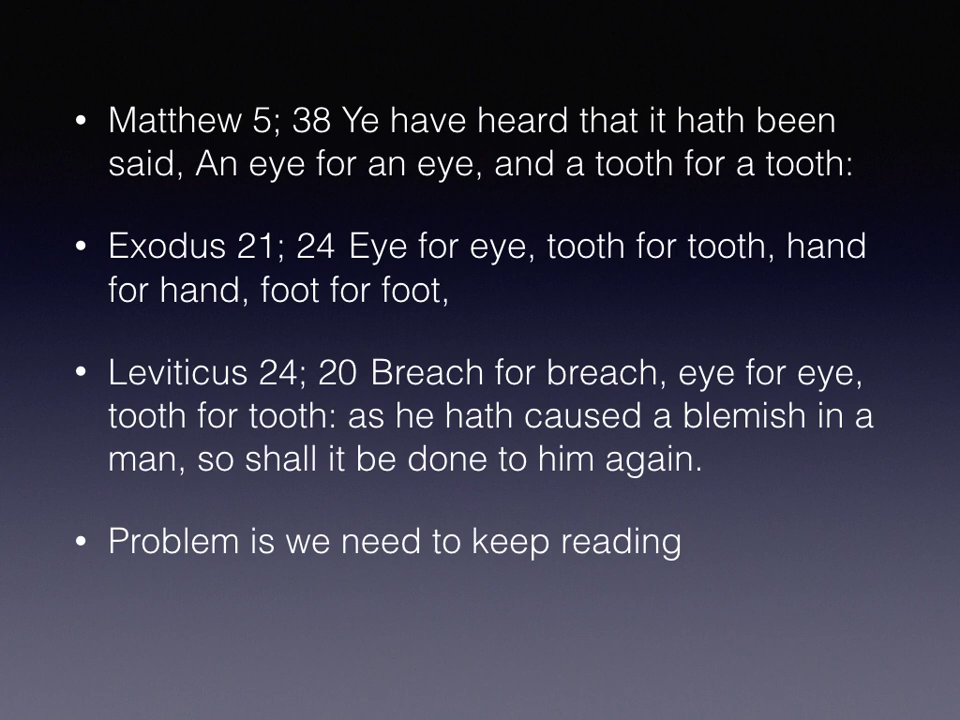 • Matthew 5; 38 Ye have heard that it hath been
said, An eye for an eye, and a tooth for a tooth:
• Exodus 21; 24 Eye for eye, tooth for tooth, hand
for hand, foot for foot,
• Leviticus 24; 20 Breach for breach, eye for eye,
tooth for tooth: as he hath caused a blemish in a
man, so shall it be done to him again.
• Problem is we need to keep reading